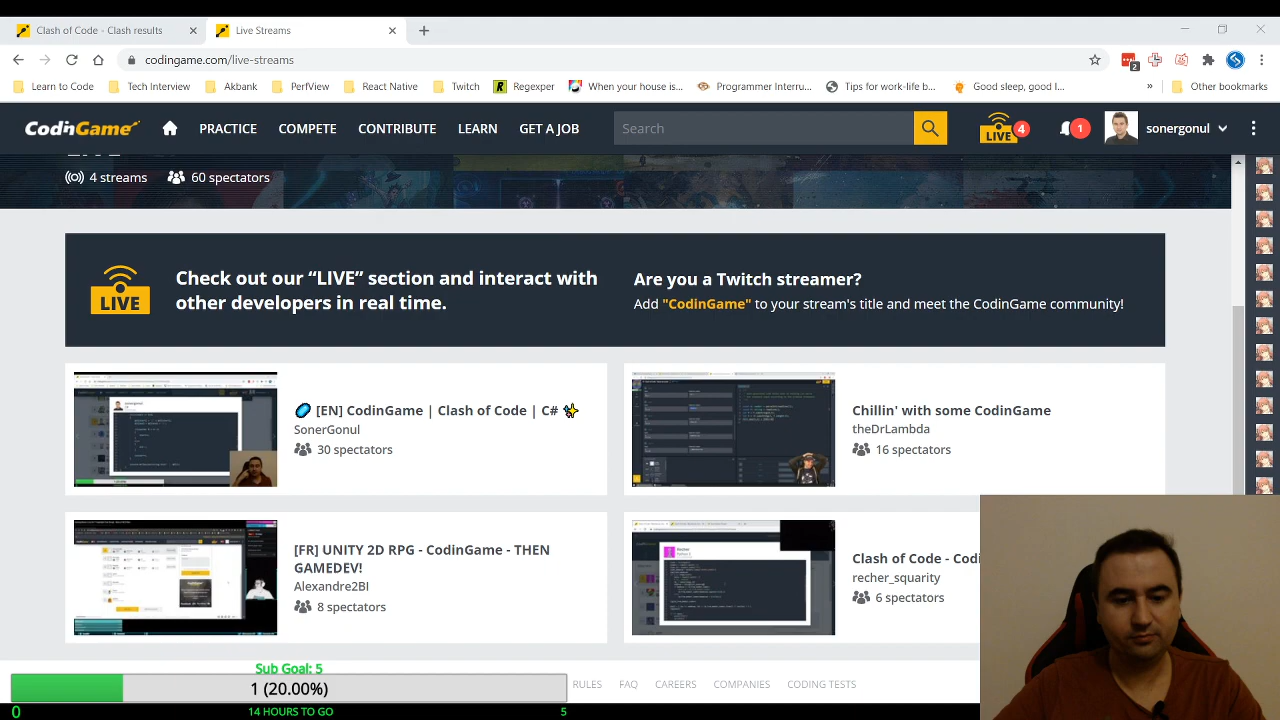 Clash of Code - Clash results
Live Streams
codingame.com/live-streams
2
Learn to Code
Tech Interview
Akbank
PerfView
React Native
Twitch
Regexper
When your house is...
Programmer Interru...
Tips for work-life b...
Good sleep, good l...
»
Other bookmarks
CodinGame
PRACTICE
COMPETE
CONTRIBUTE
LEARN
GET A JOB
Search
LIVE
4
1
sonergonul
4 streams
60 spectators
LIVE
Check out our “LIVE” section and interact with
other developers in real time.
Are you a Twitch streamer?
Add "CodinGame" to your stream's title and meet the CodinGame community!
[EN] CodinGame | Clash of Code | C#
SonerGonul
30 spectators
Chillin' with some CodinGame
theDrLambda
16 spectators
[FR] UNITY 2D RPG - CodinGame - THEN
GAMEDEV!
Alexandre2BI
8 spectators
Clash of Code - Codi
recher_squarity
6 spectators
Sub Goal: 5
1 (20.00%)
0
14 HOURS TO GO
5
RULES
FAQ
CAREERS
COMPANIES
CODING TESTS